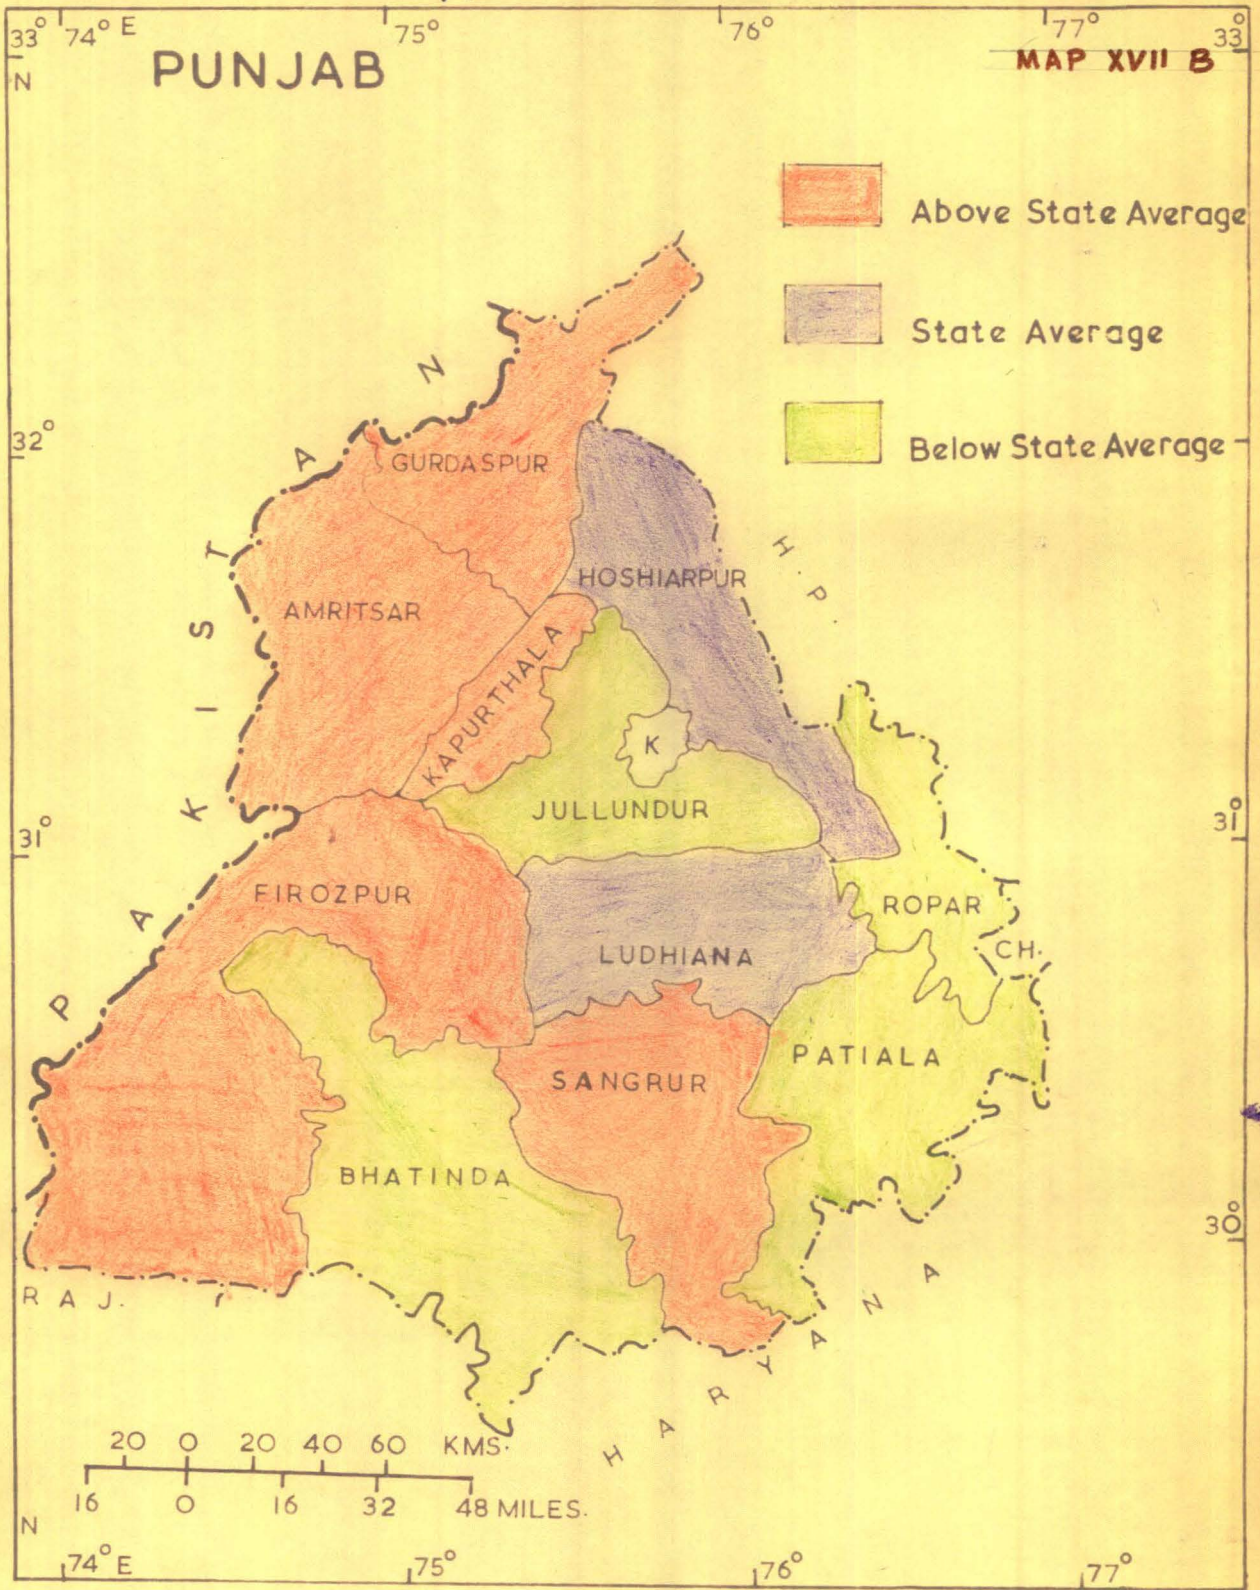 33° 74° E 75° 76° 77° 33°
N
PUNJAB
MAP XVII B
Above State Average
State Average
Below State Average
32°
PAKISTAN
GURDASPUR
HOSHIARPUR
H. P.
AMRITSAR
KAPURTHALA
K
JULLUNDUR
31° 31°
FIROZPUR
ROPAR
LUDHIANA
CH.
PATIALA
SANGRUR
BHATINDA
30°
RAJ.
HARYANA
20 0 20 40 60 KMS.
16 0 16 32 48 MILES.
N
74° E 75° 76° 77°